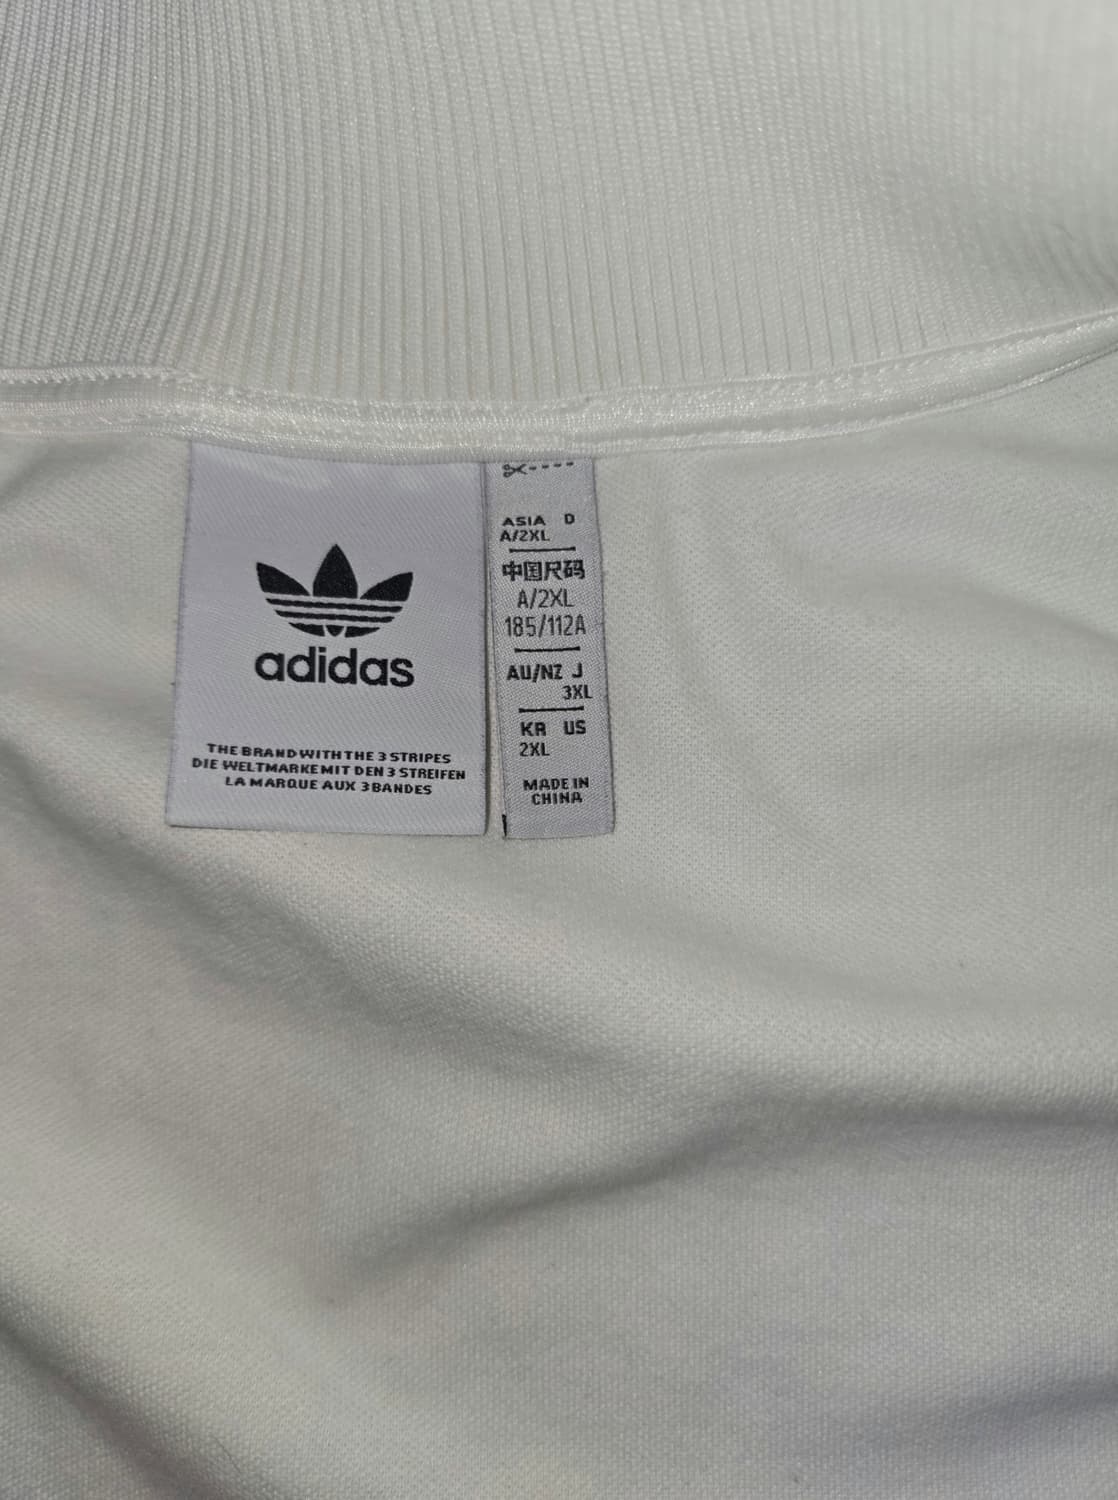 adidas
THE BRAND WITH THE 3 STRIPES
DIE WELTMARKE MIT DEN 3 STREIFEN
LA MARQUE AUX 3 BANDES
ASIA D
A/2XL
中国尺码
A/2XL
185/112A
AU/NZ J
3XL
KR US
2XL
MADE IN
CHINA